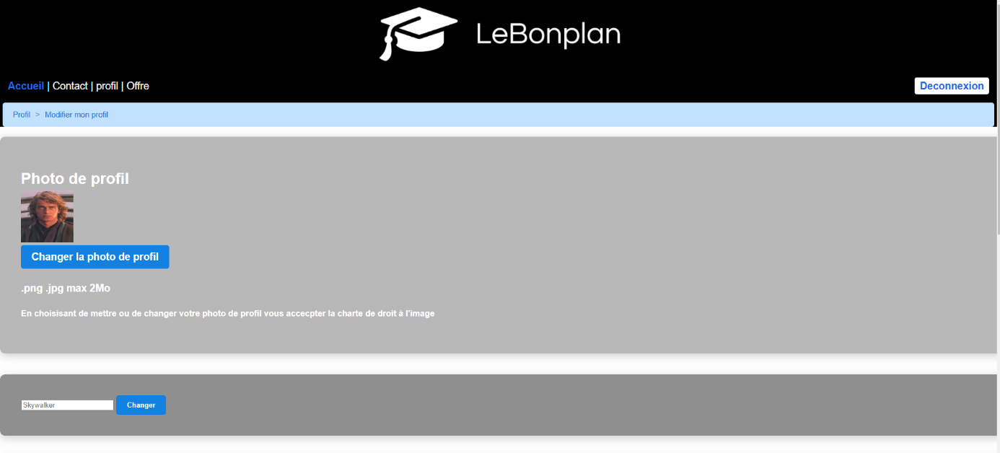 LeBonplan
Accueil | Contact | profil | Offre
Deconnexion
Profil > Modifier mon profil
Photo de profil
Changer la photo de profil
.png .jpg max 2Mo
En choisisant de mettre ou de changer votre photo de profil vous accecpter la charte de droit à l'image
Skywalker
Changer